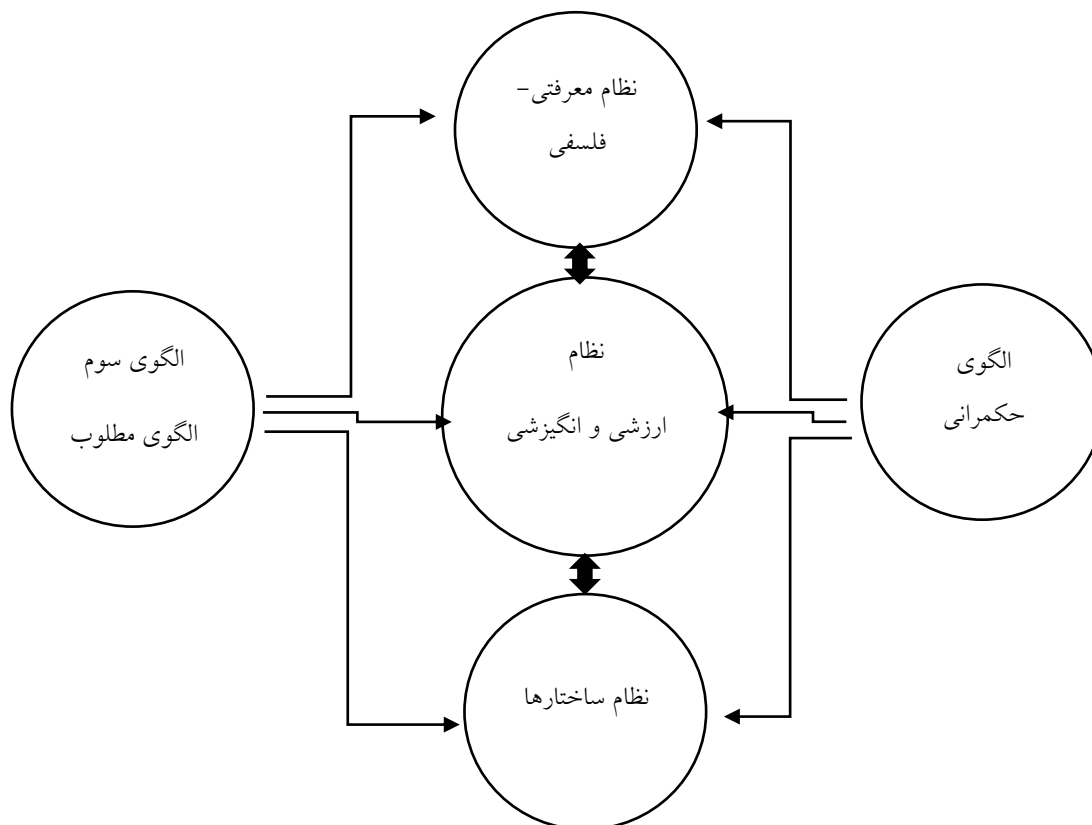 نظام معرفتی-
فلسفی
الگوی
حکمرانی
نظام
ارزشی و انگیزشی
الگوی سوم
الگوی مطلوب
نظام ساختارها